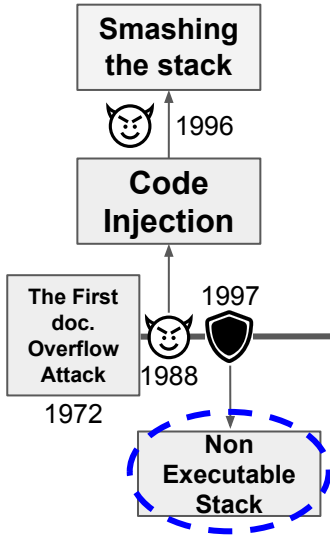 Smashing
the stack
1996
Code
Injection
The First
doc.
Overflow
Attack
1972
1988
1997
Non
Executable
Stack